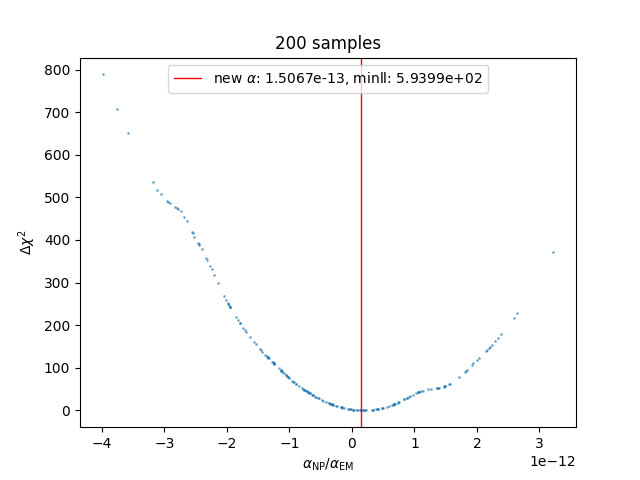 200 samples
new α: 1.5067e-13, minll: 5.9399e+02
800
700
600
500
400
300
200
100
0
Δχ²
−4 −3 −2 −1 0 1 2 3
1e−12
α_NP/α_EM